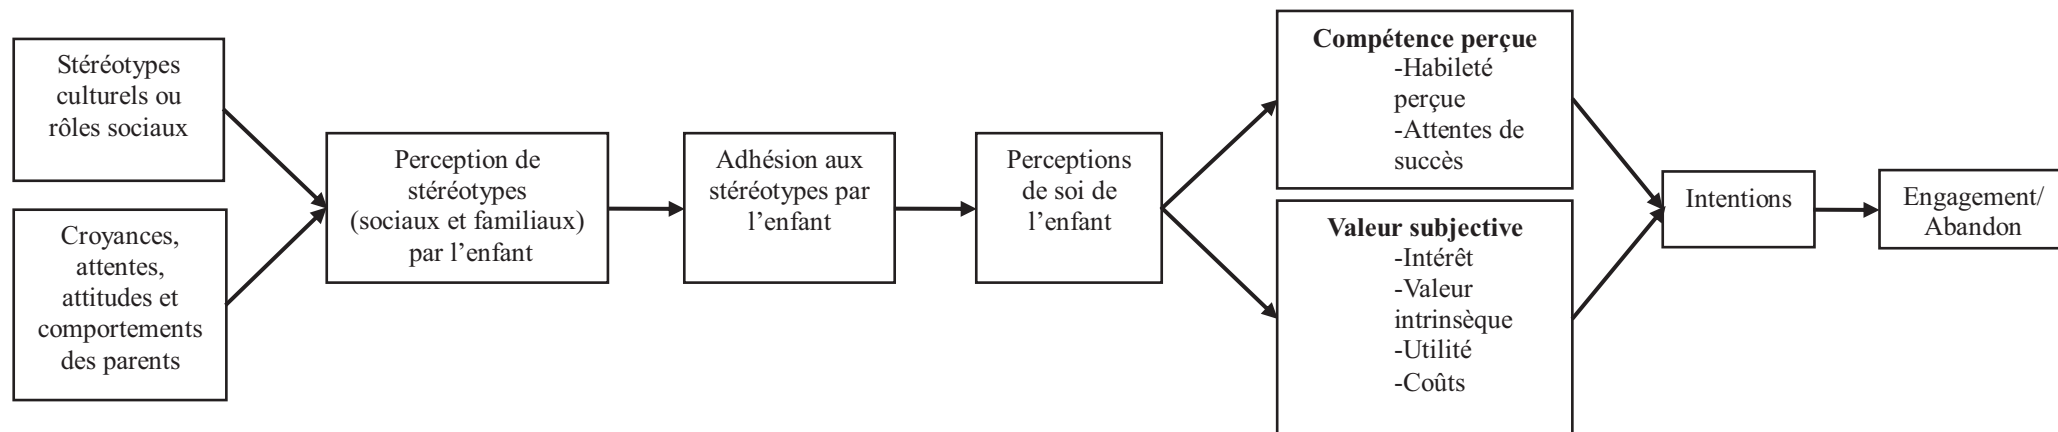 Stéréotypes
culturels ou
rôles sociaux
Croyances,
attentes,
attitudes et
comportements
des parents
Perception de
stéréotypes
(sociaux et familiaux)
par l’enfant
Adhésion aux
stéréotypes par
l’enfant
Perceptions
de soi de
l’enfant
Compétence perçue
-Habileté
perçue
-Attentes de
succès
Valeur subjective
-Intérêt
-Valeur
intrinsèque
-Utilité
-Coûts
Intentions
Engagement/
Abandon